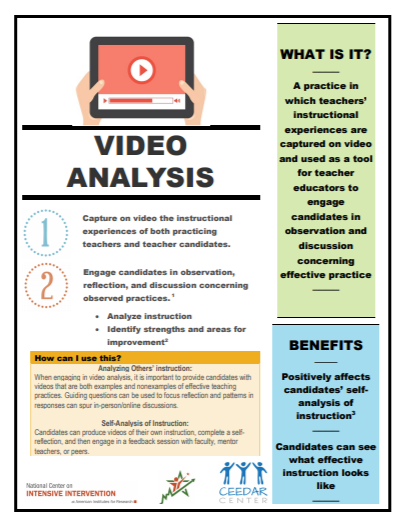 VIDEO
ANALYSIS
1
Capture on video the instructional
experiences of both practicing
teachers and teacher candidates.
2
Engage candidates in observation,
reflection, and discussion concerning
observed practices. ¹
• Analyze instruction
• Identify strengths and areas for
improvement²
How can I use this?
Analyzing Others' instruction:
When engaging in video analysis, it is important to provide candidates with
videos that are both examples and nonexamples of effective teaching
practices. Guiding questions can be used to focus reflection and patterns in
responses can spur in-person/online discussions.
Self-Analysis of Instruction:
Candidates can produce videos of their own instruction, complete a self-
reflection, and then engage in a feedback session with faculty, mentor
teachers, or peers.
National Center on
INTENSIVE INTERVENTION
at American Institutes for Research
CEEDAR
CENTER
WHAT IS IT?
A practice in
which teachers'
instructional
experiences are
captured on video
and used as a tool
for teacher
educators to
engage
candidates in
observation and
discussion
concerning
effective practice
BENEFITS
Positively affects
candidates' self-
analysis of
instruction³
Candidates can see
what effective
instruction looks
like